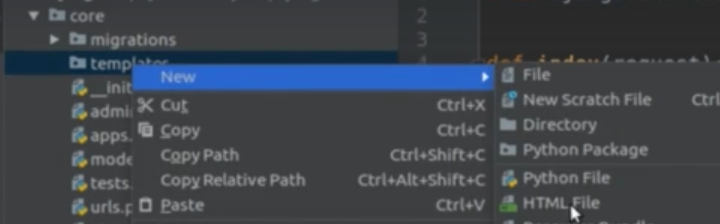 core
2
migrations
3
templates
4
def index(request):
__init
admi
apps.
mode
tests.
urls.p
New
Cut Ctrl+X
Copy Ctrl+C
Copy Path Ctrl+Shift+C
Copy Relative Path Ctrl+Alt+Shift+C
Paste Ctrl+V
File
New Scratch File Ctrl
Directory
Python Package
Python File
HTML File